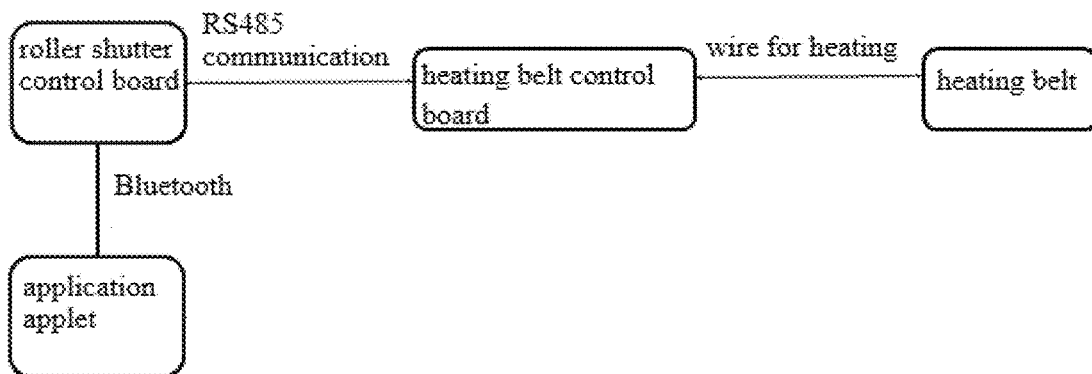 roller shutter
control board
RS485
communication
heating belt control
board
wire for heating
heating belt
Bluetooth
application
applet